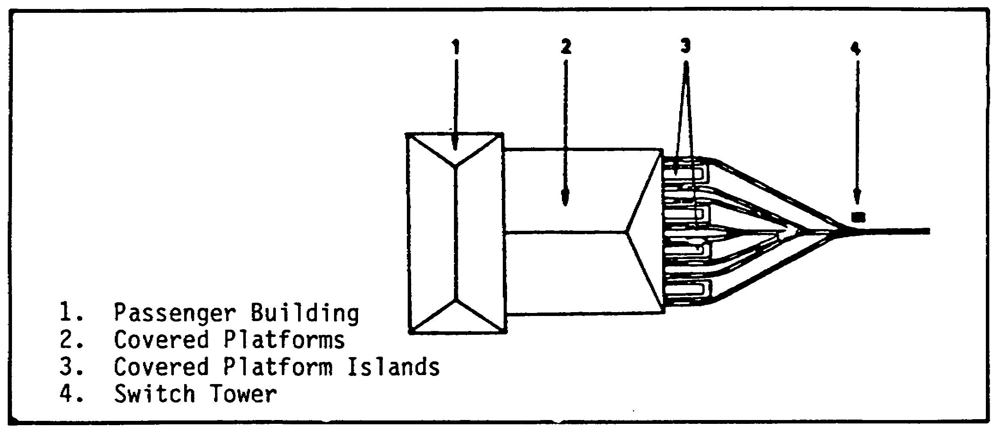 1 2 3 4
1. Passenger Building
2. Covered Platforms
3. Covered Platform Islands
4. Switch Tower